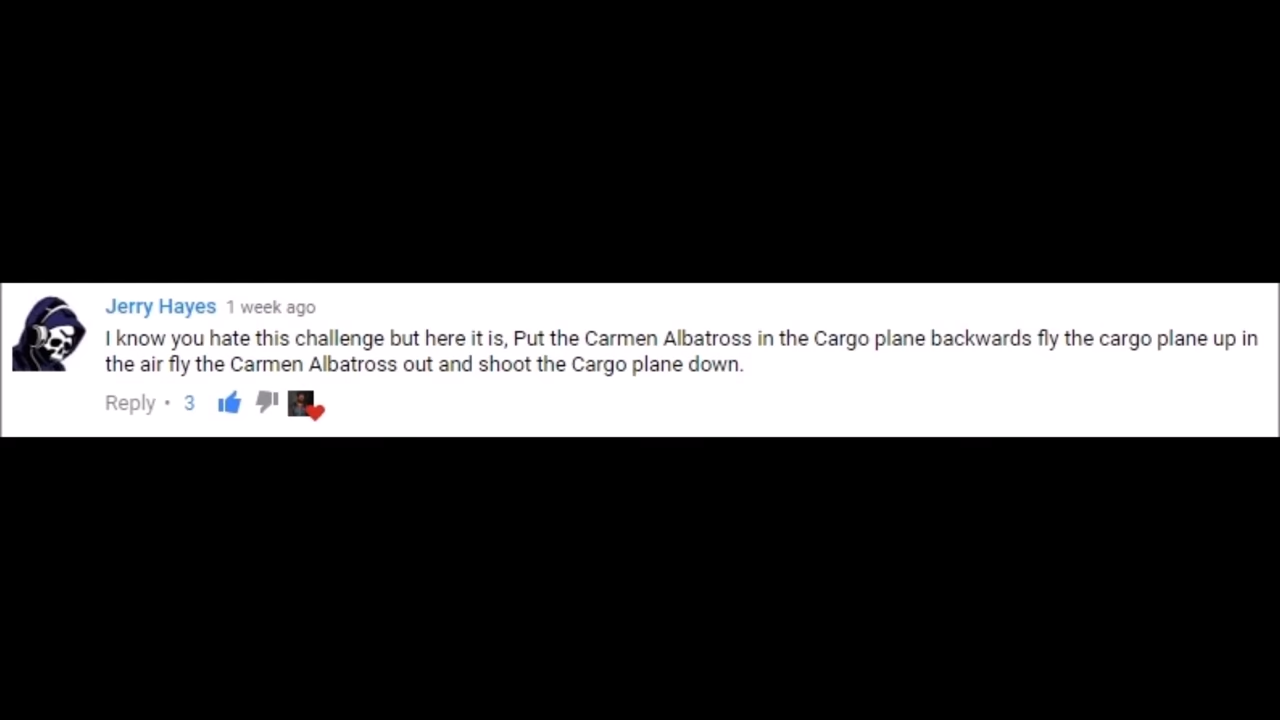 Jerry Hayes 1 week ago
I know you hate this challenge but here it is, Put the Carmen Albatross in the Cargo plane backwards fly the cargo plane up in
the air fly the Carmen Albatross out and shoot the Cargo plane down.
Reply • 3